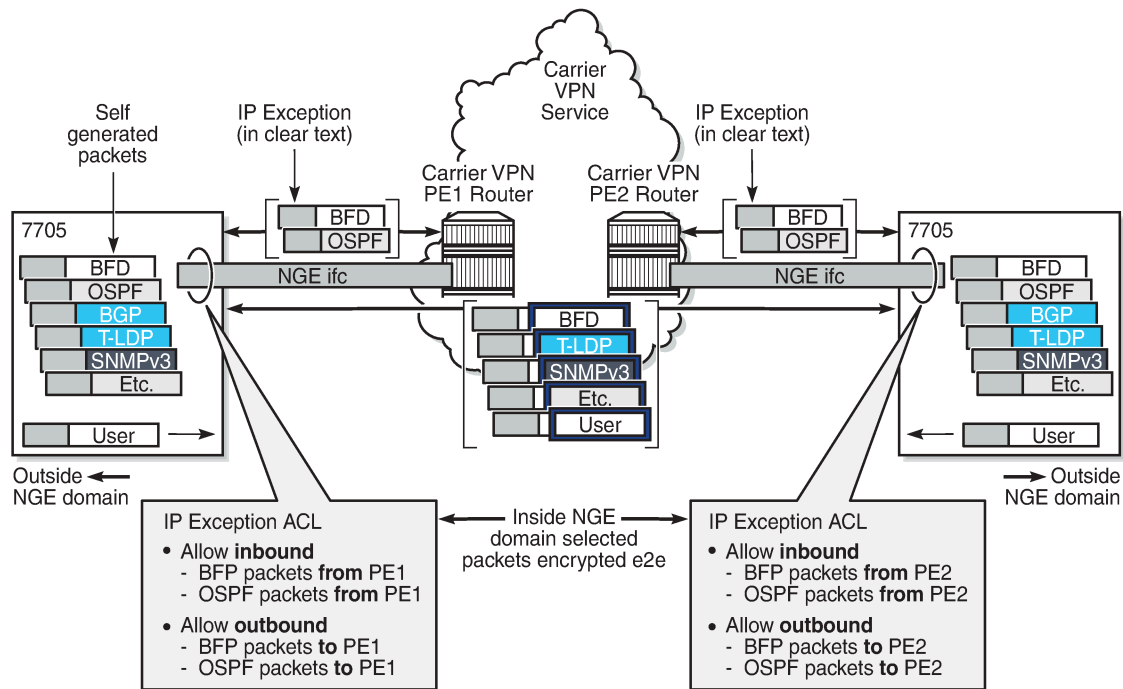 Carrier
VPN
Service
Self
generated
packets
IP Exception
(in clear text)
IP Exception
(in clear text)
Carrier VPN
PE1 Router
Carrier VPN
PE2 Router
BFD
OSPF
BFD
OSPF
7705
7705
NGE ifc
NGE ifc
BFD
OSPF
BGP
T-LDP
SNMPv3
Etc.
User
BFD
T-LDP
SNMPv3
Etc.
User
BFD
OSPF
BGP
T-LDP
SNMPv3
Etc.
User
Outside
NGE domain
Outside
NGE domain
IP Exception ACL
• Allow inbound
- BFP packets from PE1
- OSPF packets from PE1
• Allow outbound
- BFP packets to PE1
- OSPF packets to PE1
Inside NGE
domain selected
packets encrypted e2e
IP Exception ACL
• Allow inbound
- BFP packets from PE2
- OSPF packets from PE2
• Allow outbound
- BFP packets to PE2
- OSPF packets to PE2